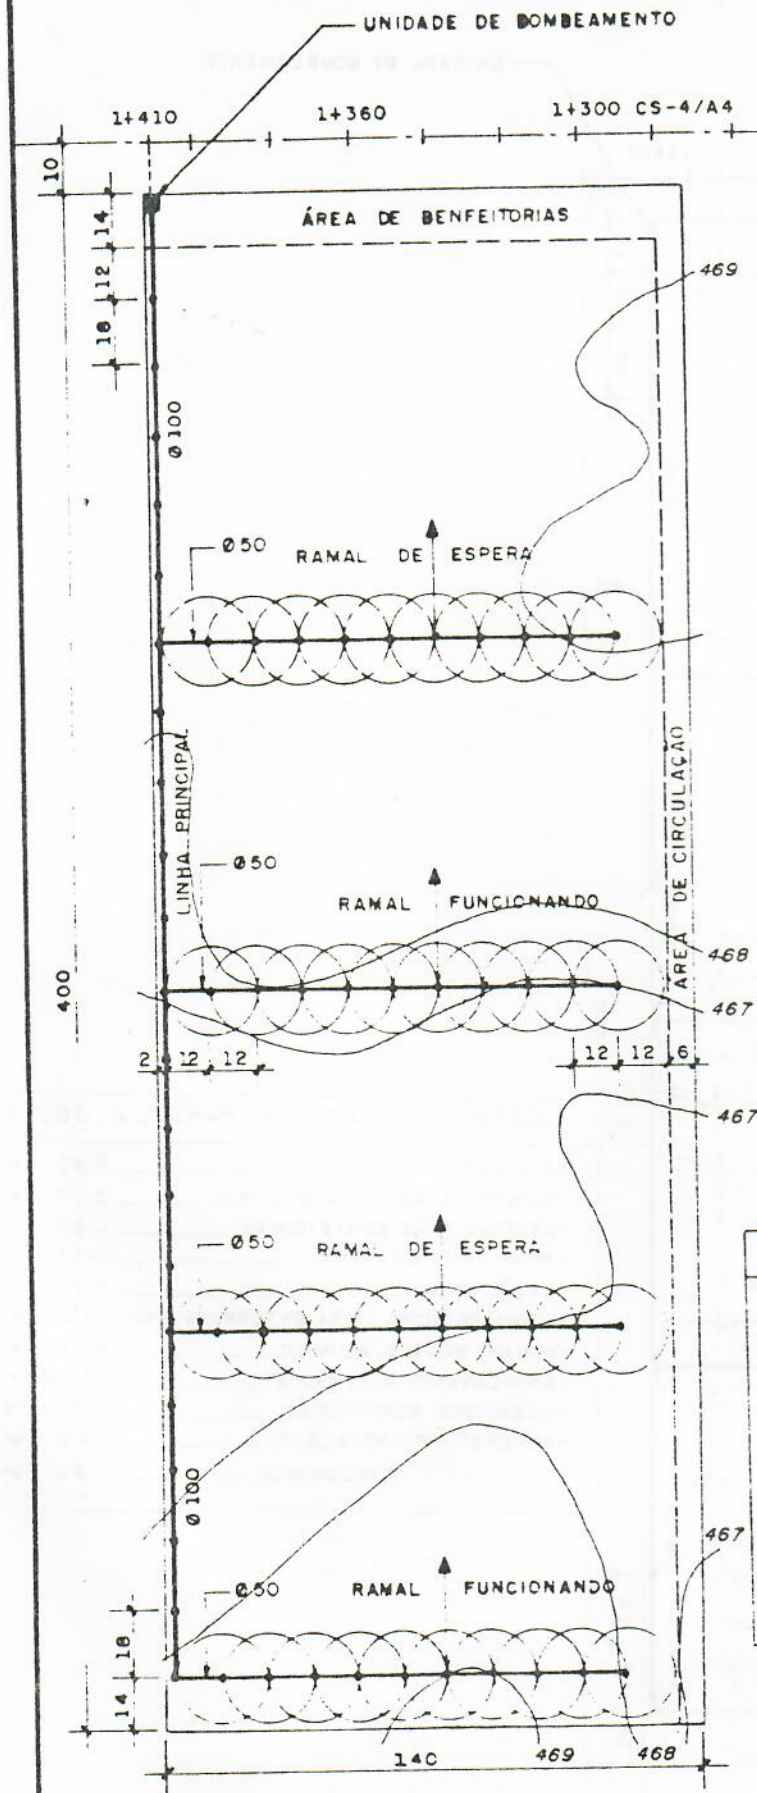 UNIDADE DE BOMBEAMENTO
1+410 1+360 1+300 CS-4/A4
10
14
ÁREA DE BENFEITORIAS
12
469
18
Ø100
Ø50 RAMAL DE ESPERA
LINHA PRINCIPAL
ÁREA DE CIRCULAÇÃO
Ø50
RAMAL FUNCIONANDO
468
400
467
2 12 12 12 12 6
467
Ø50 RAMAL DE ESPERA
Ø100
467
Ø50 RAMAL FUNCIONANDO
18
14
140 469 468